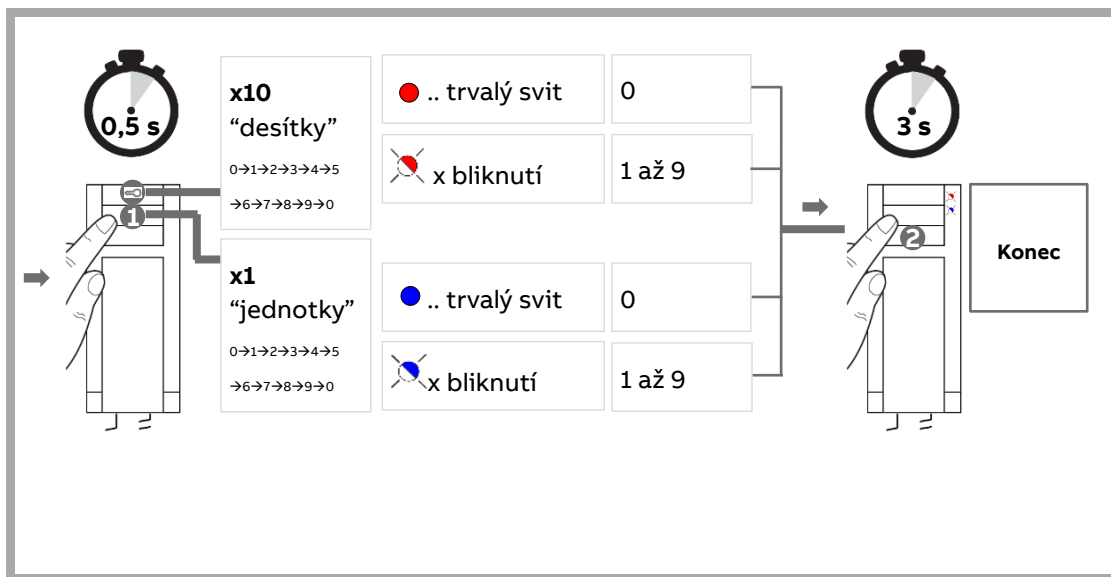 0,5 s
1
x10
“desítky”
0→1→2→3→4→5
→6→7→8→9→0
x1
“jednotky”
0→1→2→3→4→5
→6→7→8→9→0
.. trvalý svit
0
x bliknutí
1 až 9
.. trvalý svit
0
x bliknutí
1 až 9
3 s
2
Konec